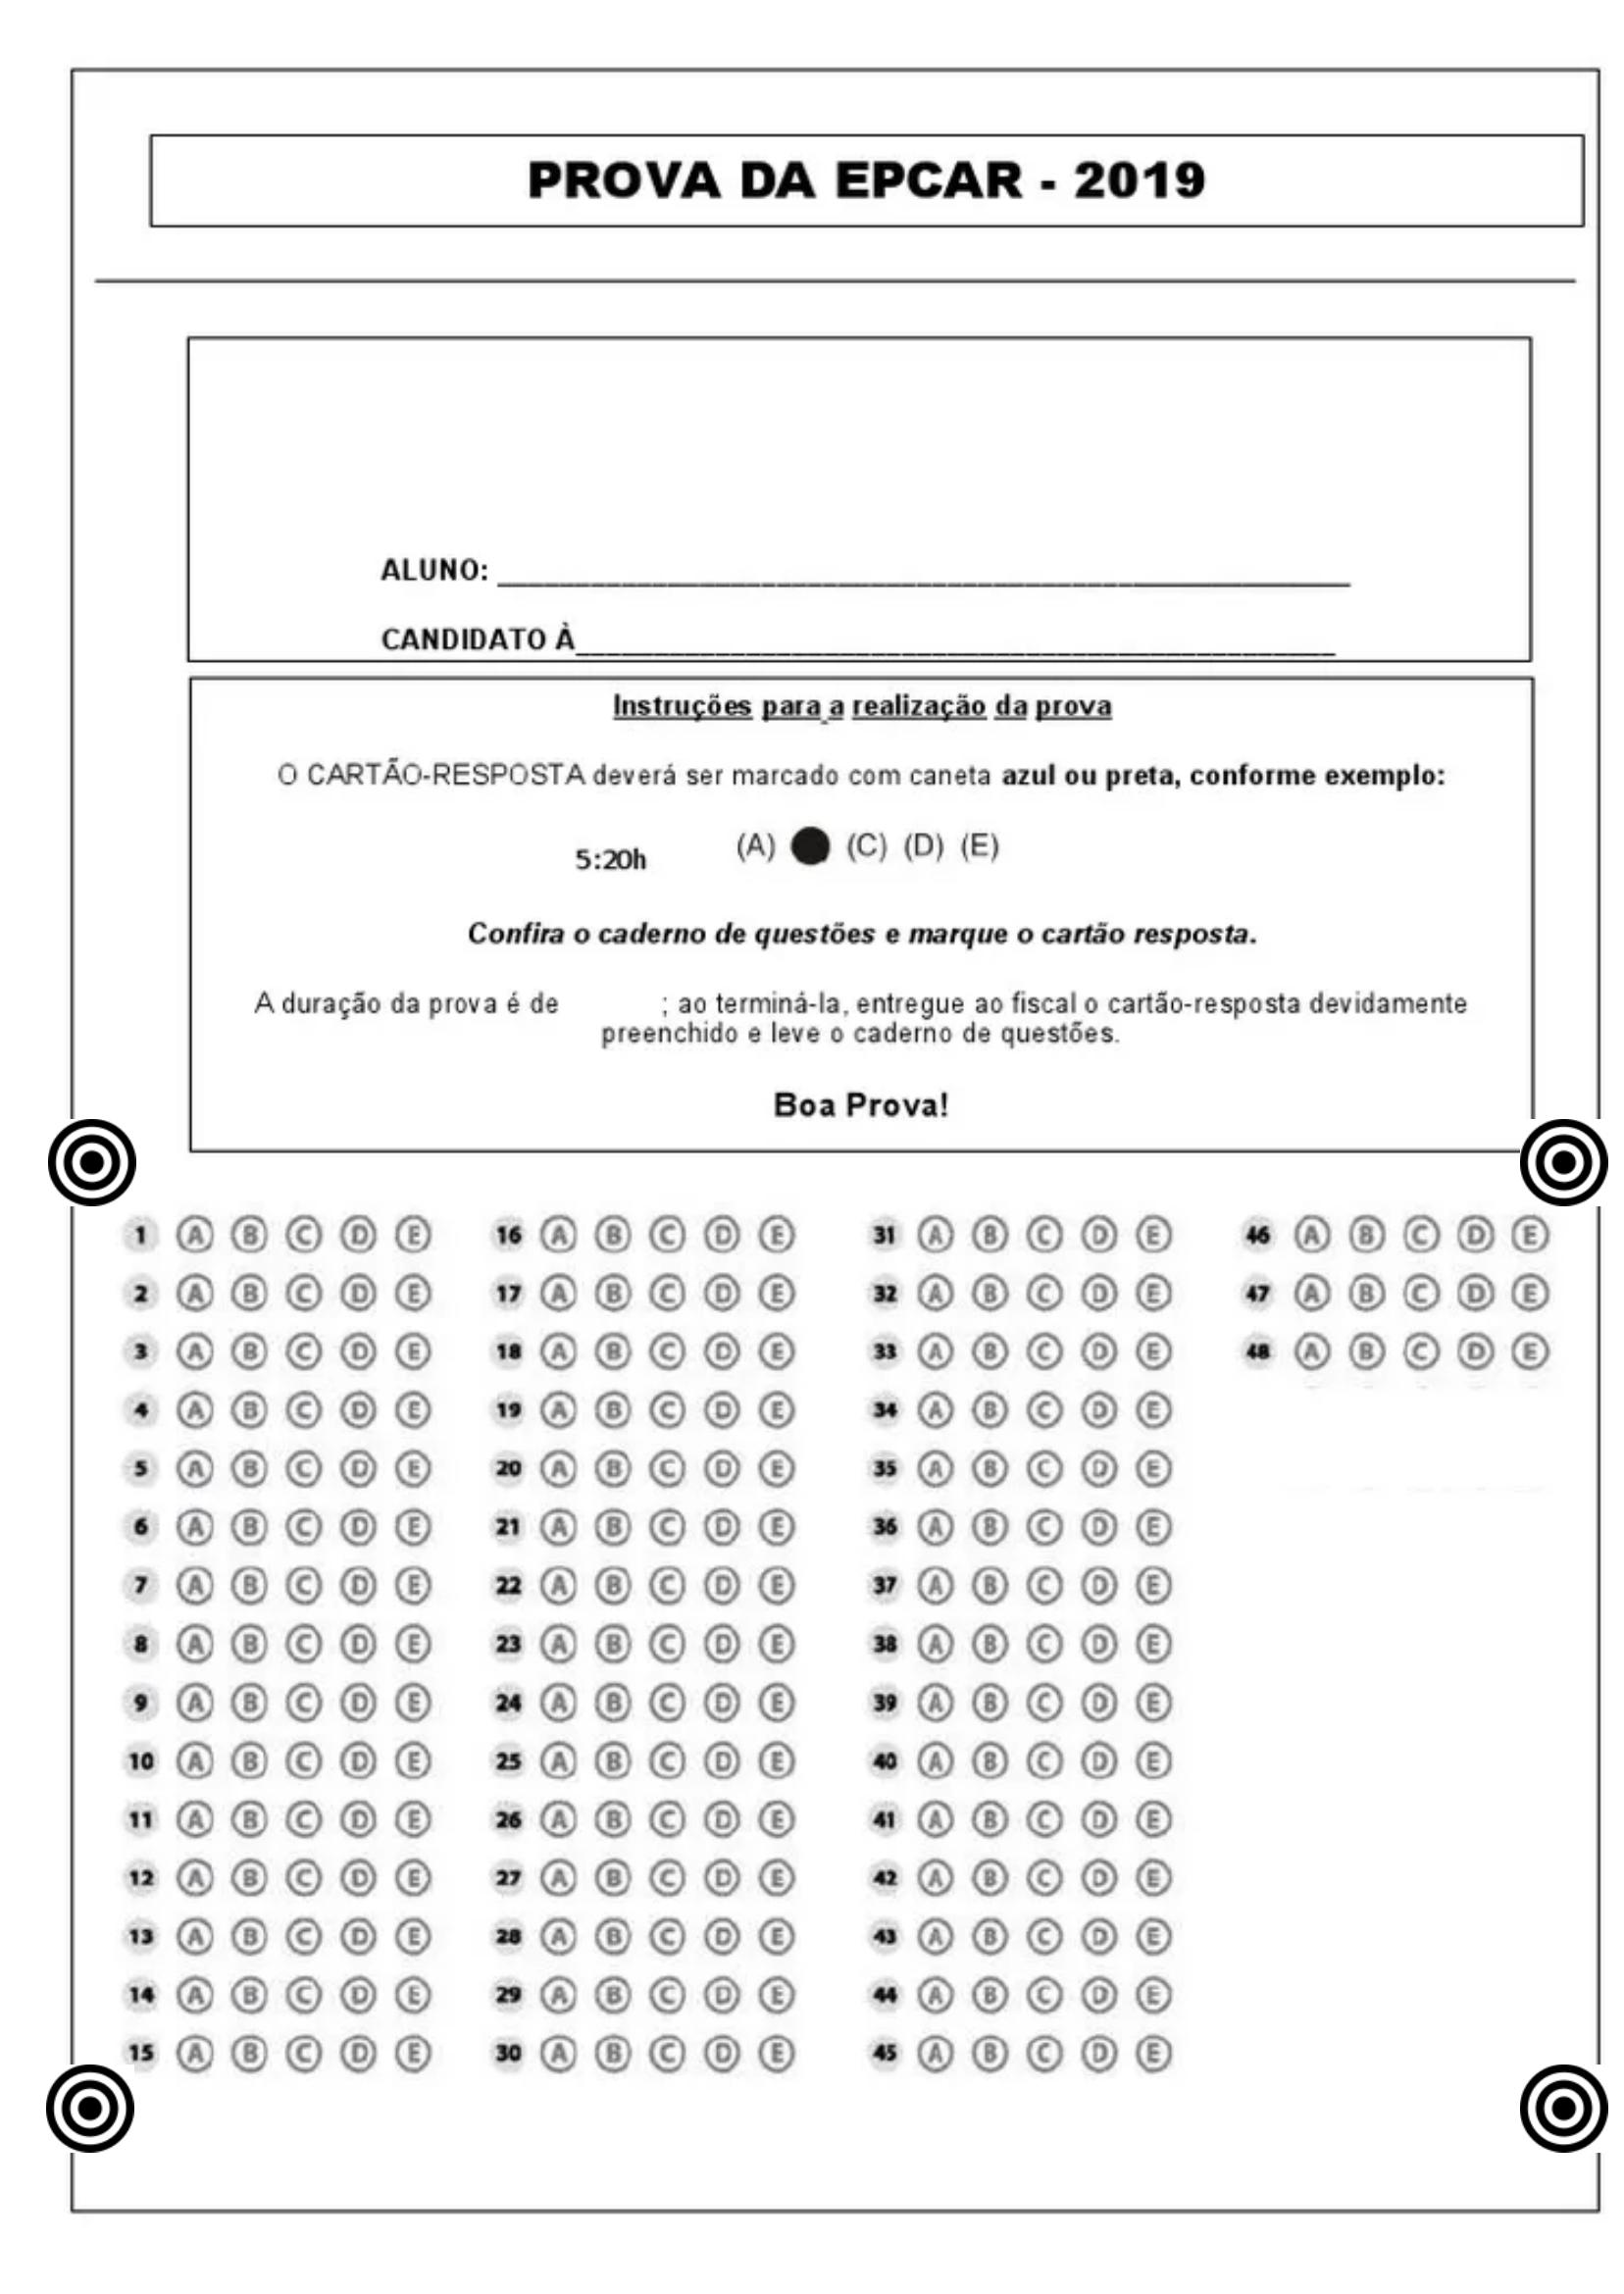 PROVA DA EPCAR - 2019
ALUNO: ______________________________________________________
CANDIDATO À________________________________________________
Instruções para a realização da prova
O CARTÃO-RESPOSTA deverá ser marcado com caneta azul ou preta, conforme exemplo:
5:20h (A) ● (C) (D) (E)
Confira o caderno de questões e marque o cartão resposta.
A duração da prova é de ; ao terminá-la, entregue ao fiscal o cartão-resposta devidamente
preenchido e leve o caderno de questões.
Boa Prova!
1 A B C D E 16 A B C D E 31 A B C D E 46 A B C D E
2 A B C D E 17 A B C D E 32 A B C D E 47 A B C D E
3 A B C D E 18 A B C D E 33 A B C D E 48 A B C D E
4 A B C D E 19 A B C D E 34 A B C D E
5 A B C D E 20 A B C D E 35 A B C D E
6 A B C D E 21 A B C D E 36 A B C D E
7 A B C D E 22 A B C D E 37 A B C D E
8 A B C D E 23 A B C D E 38 A B C D E
9 A B C D E 24 A B C D E 39 A B C D E
10 A B C D E 25 A B C D E 40 A B C D E
11 A B C D E 26 A B C D E 41 A B C D E
12 A B C D E 27 A B C D E 42 A B C D E
13 A B C D E 28 A B C D E 43 A B C D E
14 A B C D E 29 A B C D E 44 A B C D E
15 A B C D E 30 A B C D E 45 A B C D E